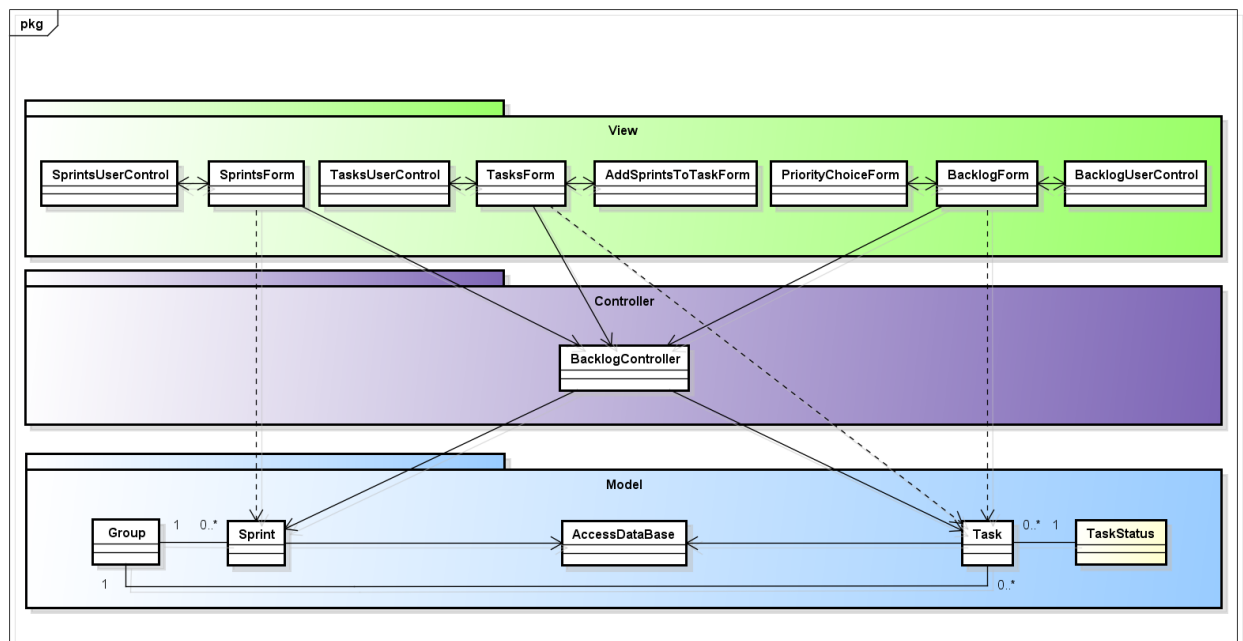 pkg
View
SprintsUserControl
SprintsForm
TasksUserControl
TasksForm
AddSprintsToTaskForm
PriorityChoiceForm
BacklogForm
BacklogUserControl
Controller
BacklogController
Model
Group
1
0..*
Sprint
AccessDataBase
Task
0..*
1
TaskStatus
1
0..*